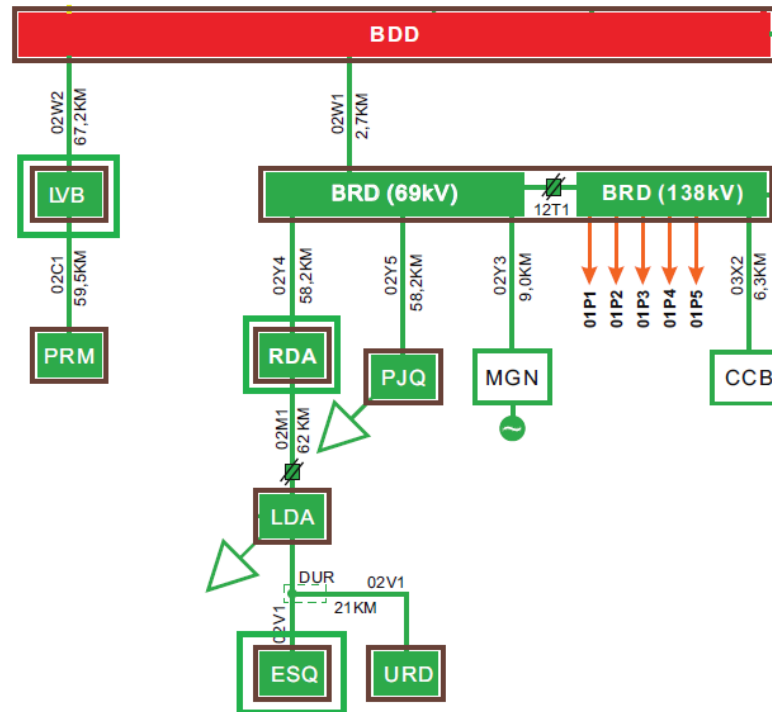 BDD
02W2
67,2KM
02W1
2,7KM
LVB
BRD (69kV)
12T1
BRD (138kV)
02C1
59,5KM
02Y4
58,2KM
02Y5
58,2KM
02Y3
9,0KM
01P1
01P2
01P3
01P4
01P5
03X2
6,3KM
PRM
RDA
PJQ
MGN
CCB
~
02M1
62 KM
LDA
DUR
02V1
21KM
02V1
ESQ
URD